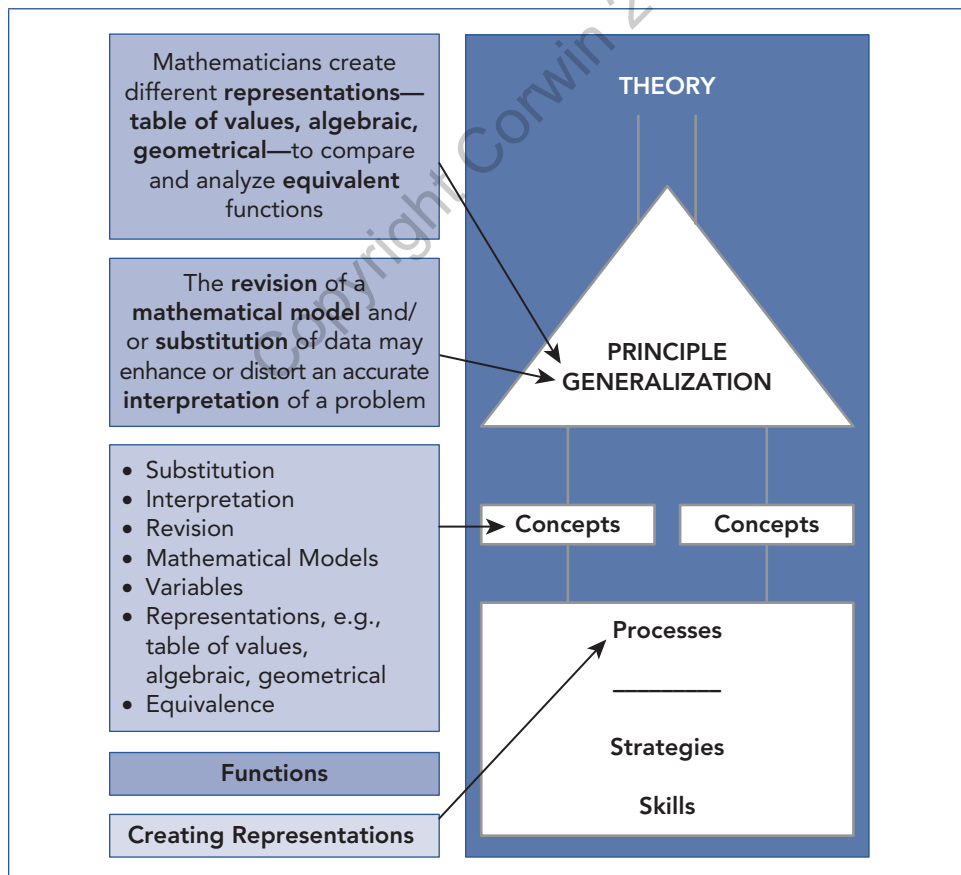 Mathematicians create
different representations—
table of values, algebraic,
geometrical—to compare
and analyze equivalent
functions
The revision of a
mathematical model and/
or substitution of data may
enhance or distort an accurate
interpretation of a problem
• Substitution
• Interpretation
• Revision
• Mathematical Models
• Variables
• Representations, e.g.,
table of values,
algebraic, geometrical
• Equivalence
Functions
Creating Representations
THEORY
PRINCIPLE
GENERALIZATION
Concepts
Concepts
Processes
Strategies
Skills
Copyright Corwin 2